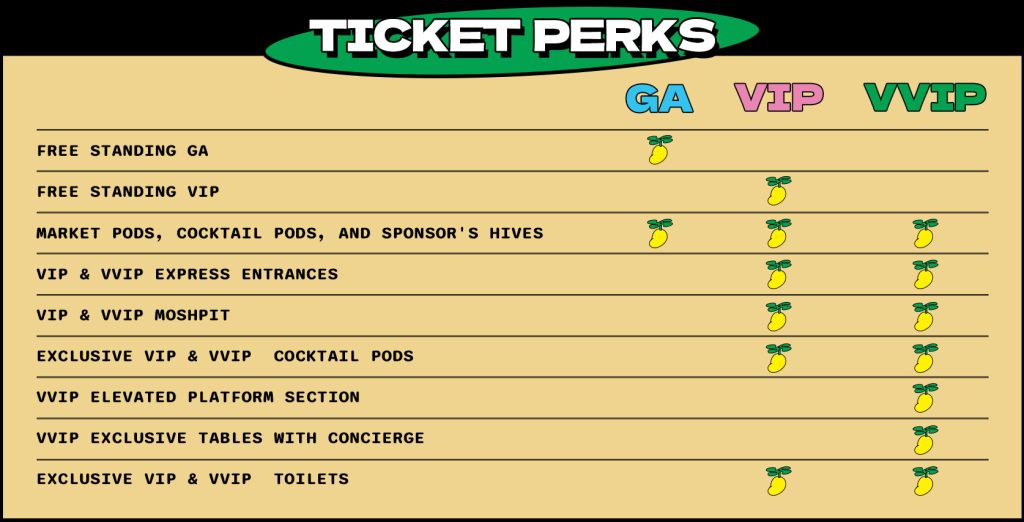 TICKET PERKS
GA VIP VVIP
FREE STANDING GA
FREE STANDING VIP
MARKET PODS, COCKTAIL PODS, AND SPONSOR'S HIVES
VIP & VVIP EXPRESS ENTRANCES
VIP & VVIP MOSHPIT
EXCLUSIVE VIP & VVIP  COCKTAIL PODS
VVIP ELEVATED PLATFORM SECTION
VVIP EXCLUSIVE TABLES WITH CONCIERGE
EXCLUSIVE VIP & VVIP  TOILETS